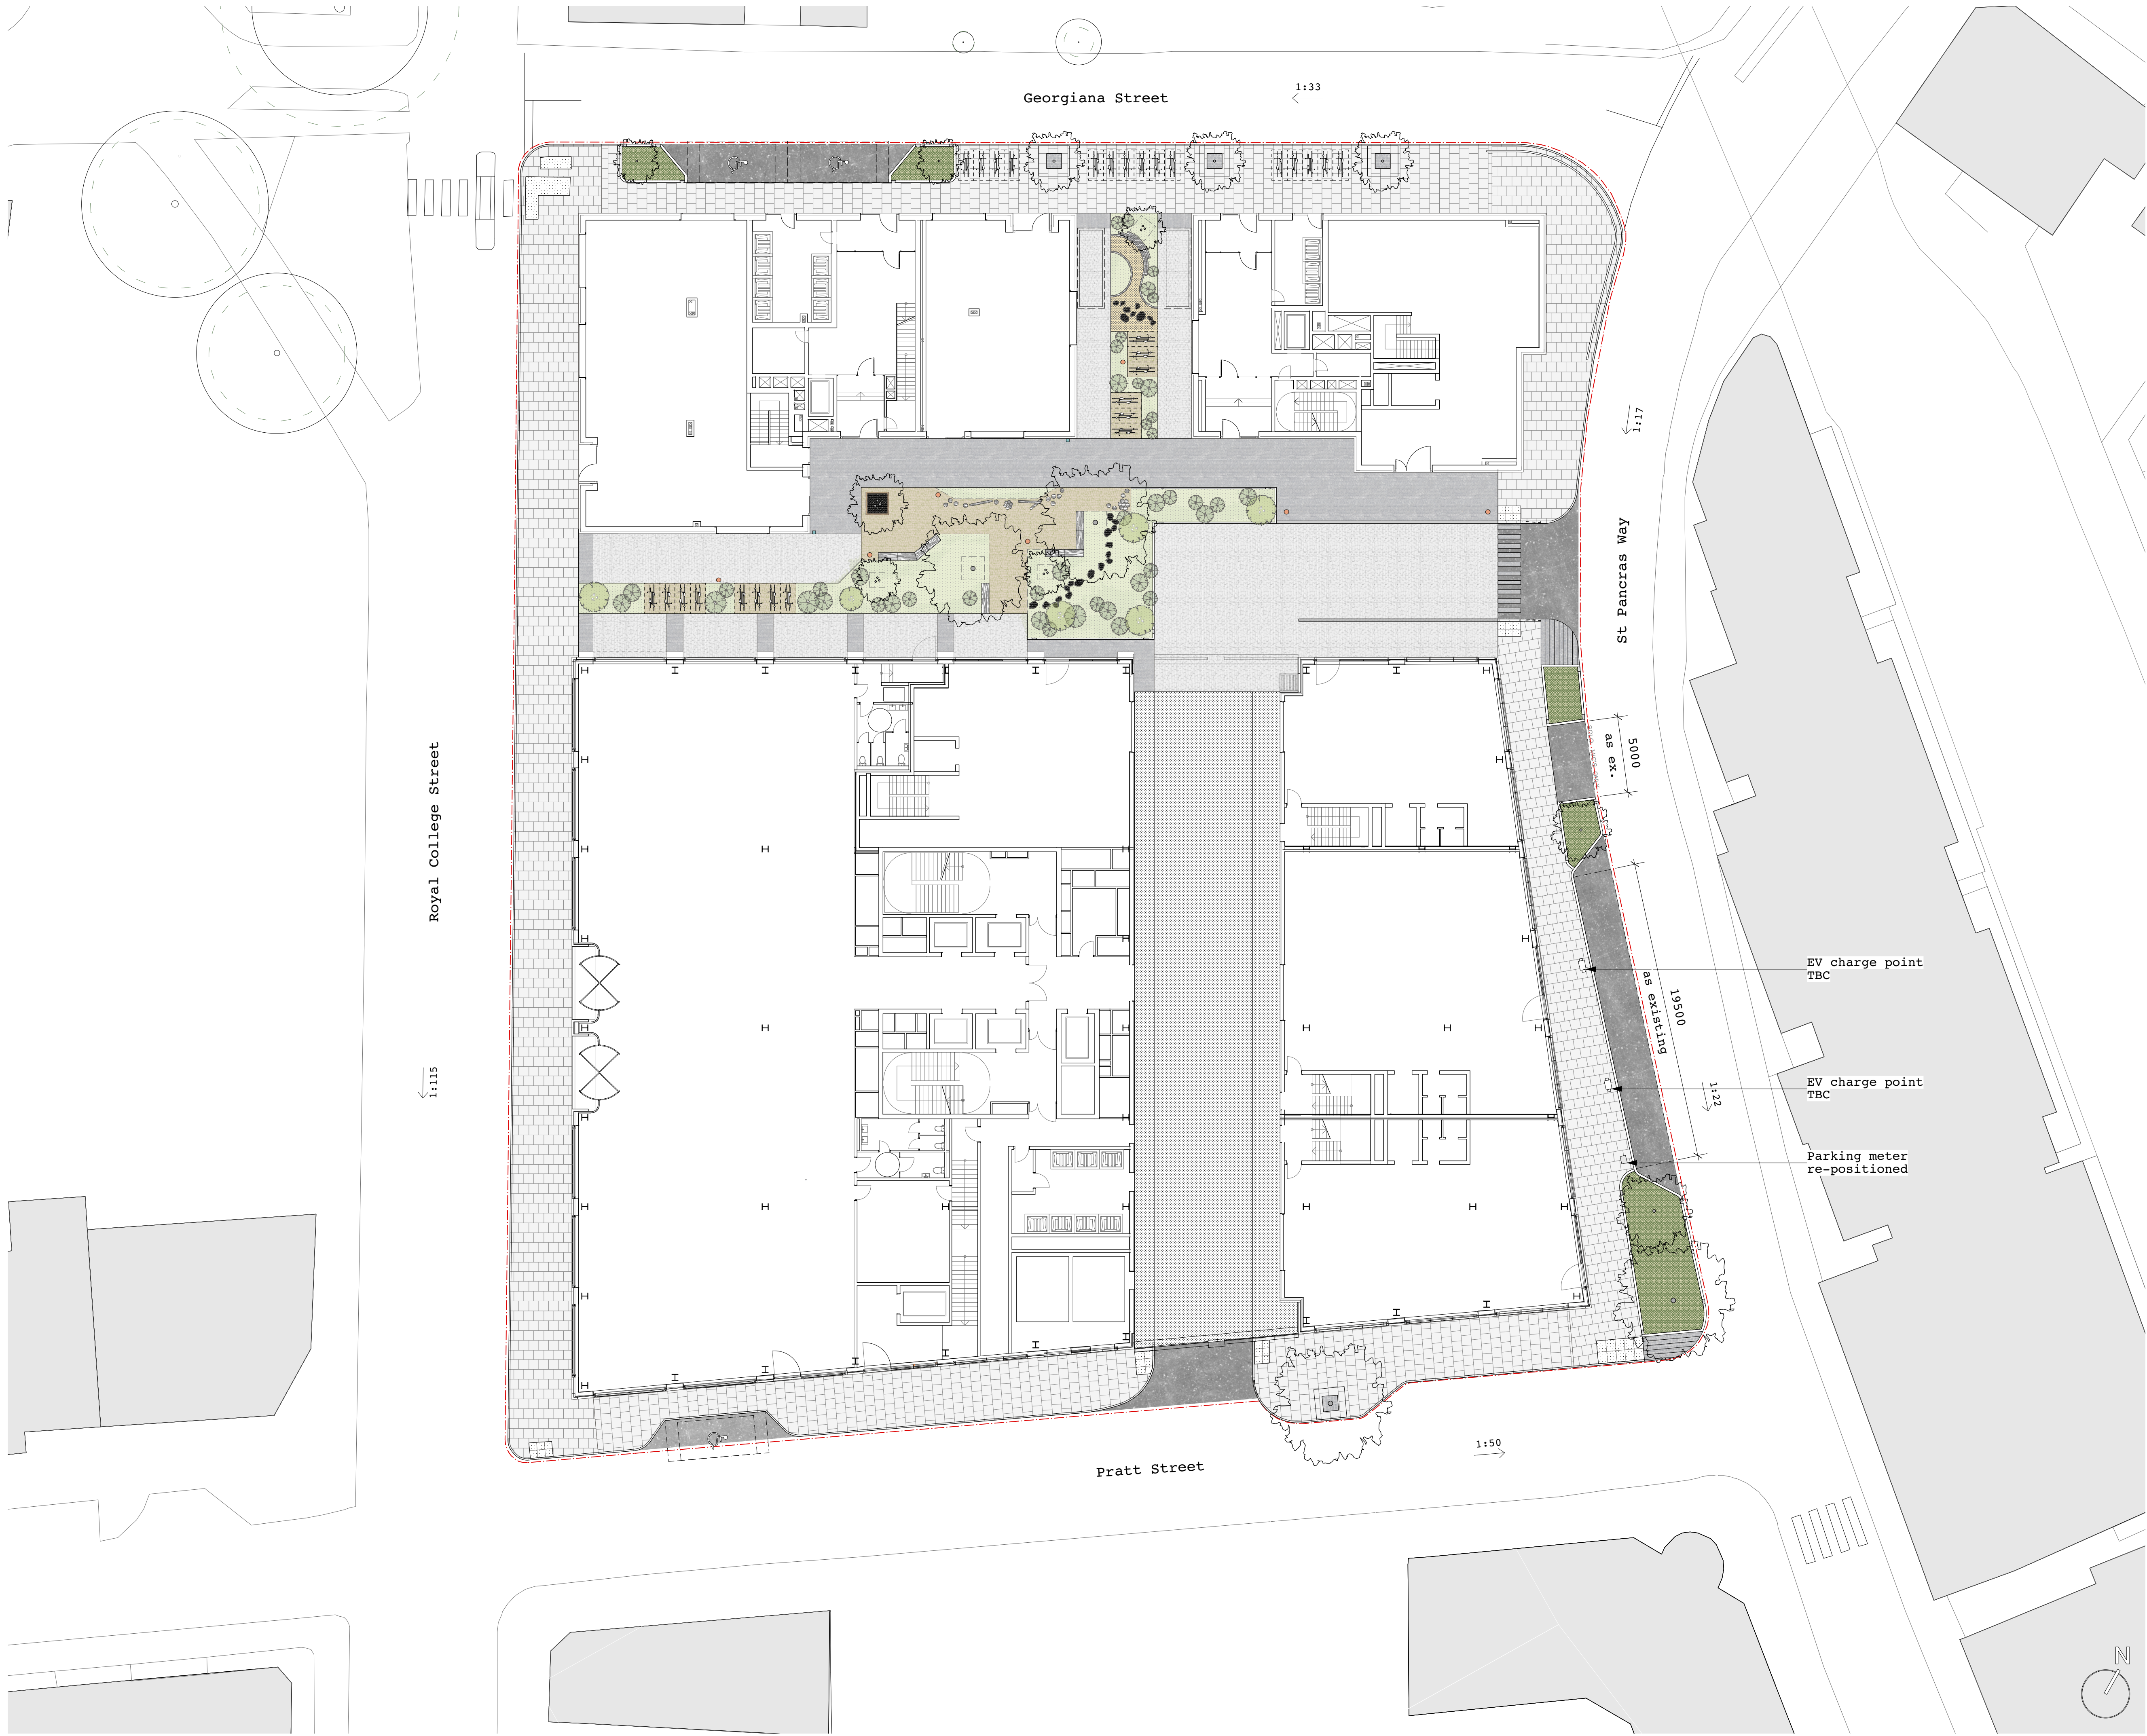 1:33
Georgiana Street
1:17
St Pancras Way
5000
as ex.
Royal College Street
EV charge point
TBC
19500
as existing
1:115
EV charge point
TBC
1:22
Parking meter
re-positioned
1:50
Pratt Street
N